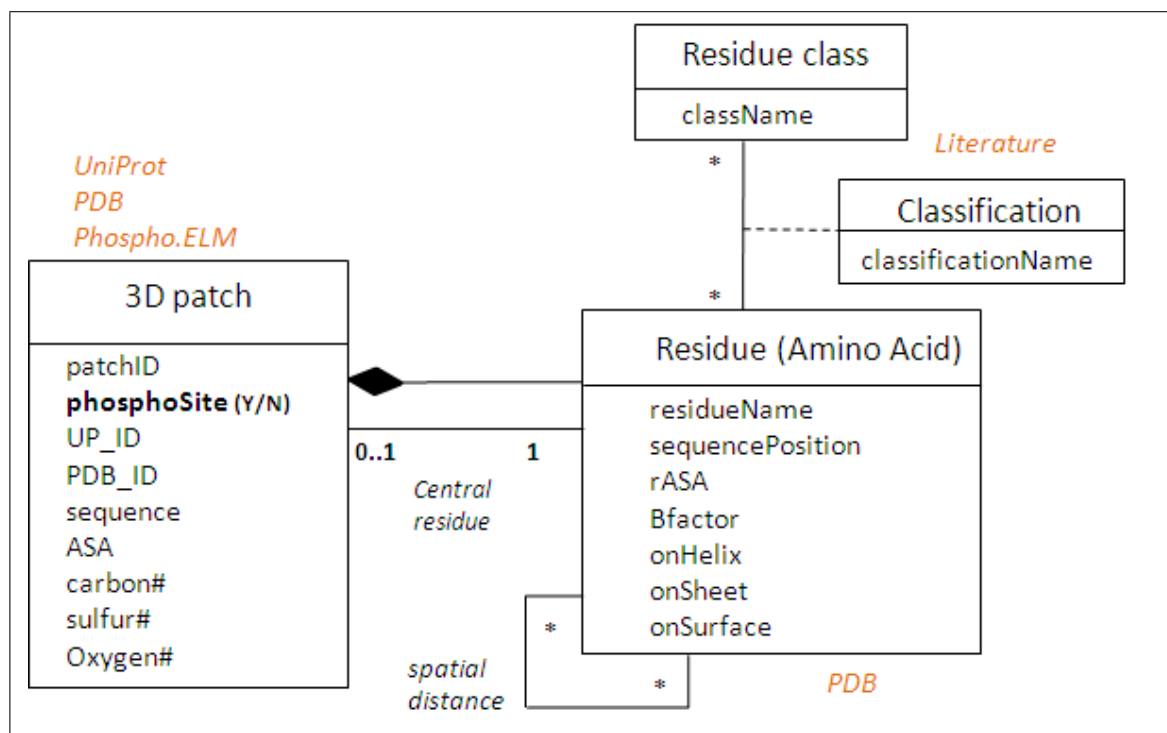 Residue class
className
*
Literature
Classification
classificationName
*
UniProt
PDB
Phospho.ELM
3D patch
patchID
phosphoSite (Y/N)
UP_ID
PDB_ID
sequence
ASA
carbon#
sulfur#
Oxygen#
0..1
1
Central
residue
Residue (Amino Acid)
residueName
sequencePosition
rASA
Bfactor
onHelix
onSheet
onSurface
*
spatial
distance
*
PDB